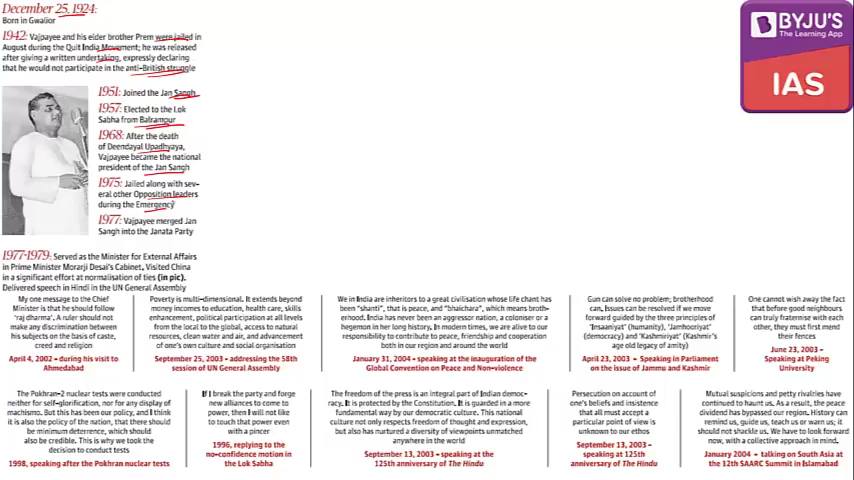 December 25, 1924:
Born in Gwalior
1942: Vajpayee and his elder brother Prem were jailed in
August during the Quit India Movement; he was released
after giving a written undertaking, expressly declaring
that he would not participate in the anti-British struggle
1951: Joined the Jan Sangh
1957: Elected to the Lok
Sabha from Balrampur
1968: After the death
of Deendayal Upadhyaya,
Vajpayee became the national
president of the Jan Sangh
1975: Jailed along with sev-
eral other Opposition leaders
during the Emergency
1977: Vajpayee merged Jan
Sangh into the Janata Party
1977-1979: Served as the Minister for External Affairs
in Prime Minister Morarji Desai's Cabinet. Visited China
in a significant effort at normalisation of ties (in pic).
Delivered speech in Hindi in the UN General Assembly
BYJU'S
The Learning App
IAS
My one message to the Chief
Minister is that he should follow
'raj dharma'. A ruler should not
make any discrimination between
his subjects on the basis of caste,
creed and religion
April 4, 2002 - during his visit to
Ahmedabad
Poverty is multi-dimensional. It extends beyond
money incomes to education, health care, skills
enhancement, political participation at all levels
from the local to the global, access to natural
resources, clean water and air, and advancement
of one's own culture and social organisation
September 25, 2003 - addressing the 58th
session of UN General Assembly
We in India are inheritors to a great civilisation whose life chant has
been "shanti", that is peace, and "bhaichara", which means broth-
erhood. India has never been an aggressor nation, a coloniser or a
hegemon in her long history. In modern times, we are alive to our
responsibility to contribute to peace, friendship and cooperation
both in our region and around the world
January 31, 2004 - speaking at the inauguration of the
Global Convention on Peace and Non-violence
Gun can solve no problem; brotherhood
can. Issues can be resolved if we move
forward guided by the three principles of
'Insaaniyat' (humanity), 'Jamhooriyat'
(democracy) and 'Kashmiriyat' (Kashmir's
age-old legacy of amity)
April 23, 2003 - Speaking in Parliament
on the issue of Jammu and Kashmir
One cannot wish away the fact
that before good neighbours
can truly fraternise with each
other, they must first mend
their fences
June 23, 2003-
Speaking at Peking
University
The Pokhran-2 nuclear tests were conducted
neither for self-glorification, nor for any display of
machismo. But this has been our policy, and I think
it is also the policy of the nation, that there should
be minimum deterrence, which should
also be credible. This is why we took the
decision to conduct tests
1998, speaking after the Pokhran nuclear tests
If I break the party and forge
new alliances to come to
power, then I will not like
to touch that power even
with a pincer
1996, replying to the
no-confidence motion in
the Lok Sabha
The freedom of the press is an integral part of Indian democ-
racy. It is protected by the Constitution. It is guarded in a more
fundamental way by our democratic culture. This national
culture not only respects freedom of thought and expression,
but also has nurtured a diversity of viewpoints unmatched
anywhere in the world
September 13, 2003 - speaking at the
125th anniversary of The Hindu
Persecution on account of
one's beliefs and insistence
that all must accept a
particular point of view is
unknown to our ethos
September 13, 2003 -
speaking at 125th
anniversary of The Hindu
Mutual suspicions and petty rivalries have
continued to haunt us. As a result, the peace
dividend has bypassed our region. History can
remind us, guide us, teach us or warn us; it
should not shackle us. We have to look forward
now, with a collective approach in mind.
January 2004 - talking on South Asia at
the 12th SAARC Summit in Islamabad